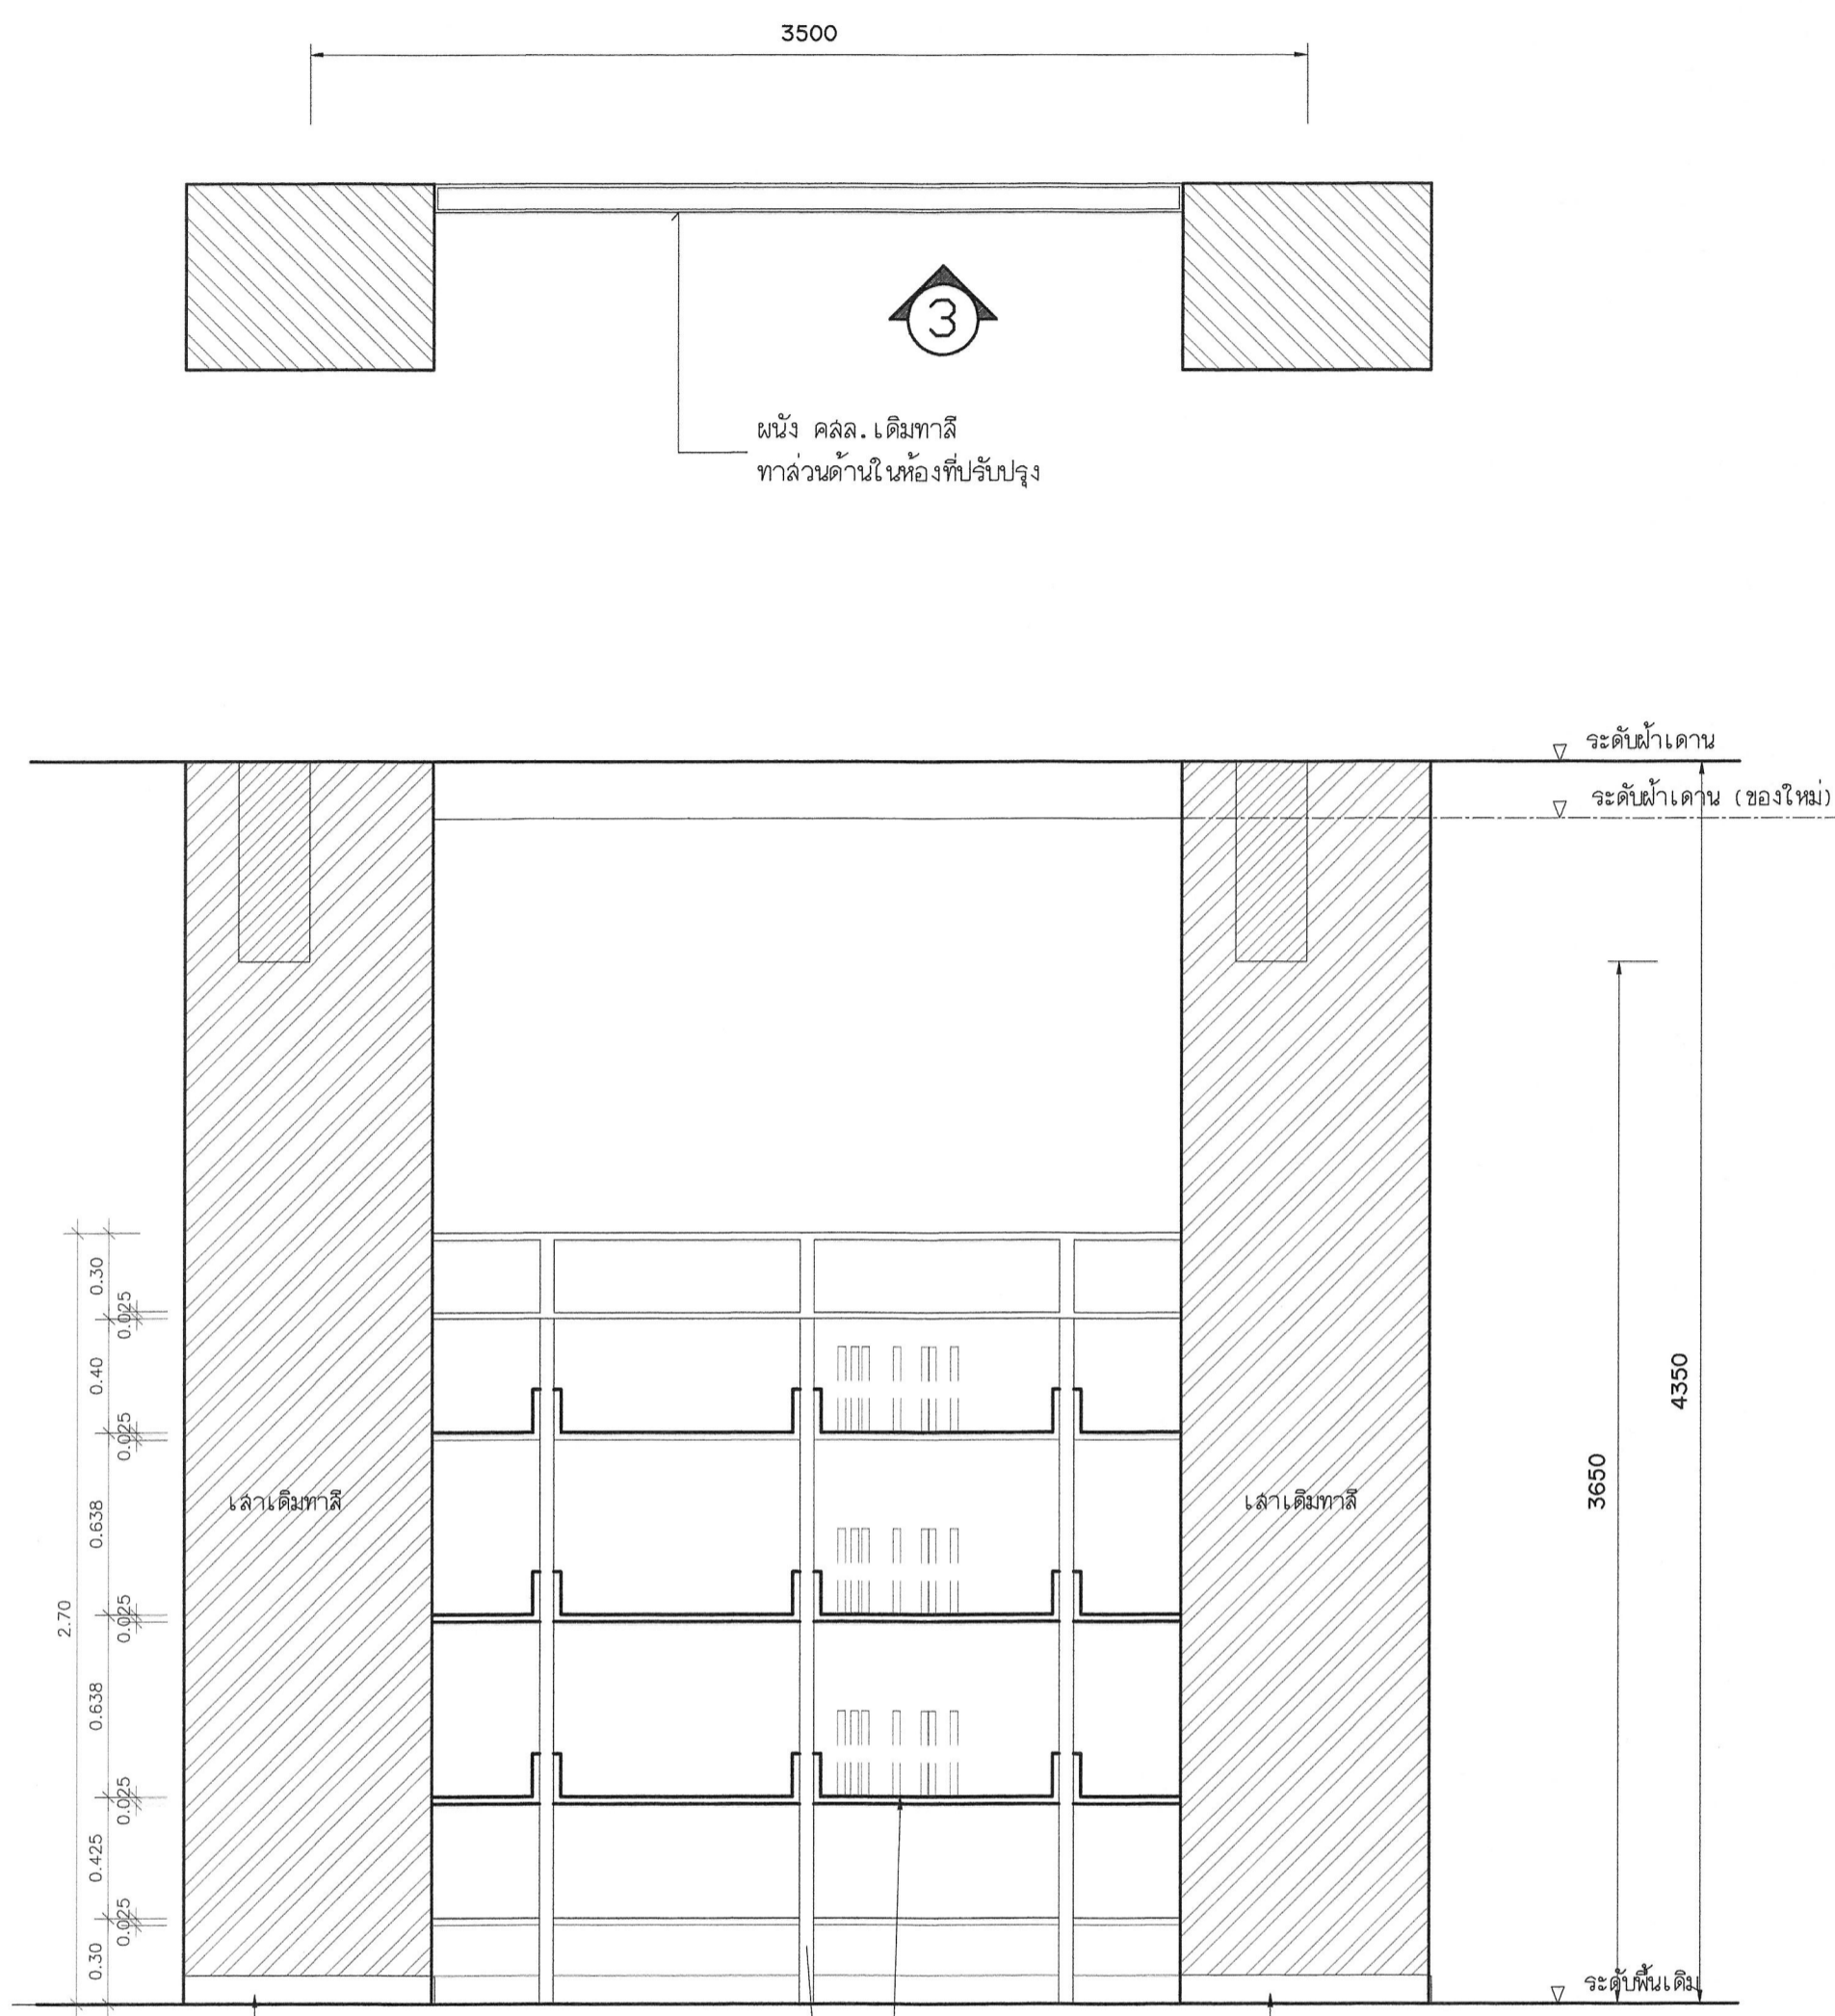 3500
3
ผนัง คสล.เดิมทาสี
ทาส่วนด้านในห้องที่ปรับปรุง
ระดับฝ้าเดาน
ระดับฝ้าเดาน (ของใหม่)
0.30
0.025
0.40
0.025
0.638
0.025
0.638
0.025
0.425
0.025
0.30
2.70
เสาเดิมทาสี
เสาเดิมทาสี
3650
4350
ระดับพื้นเดิม